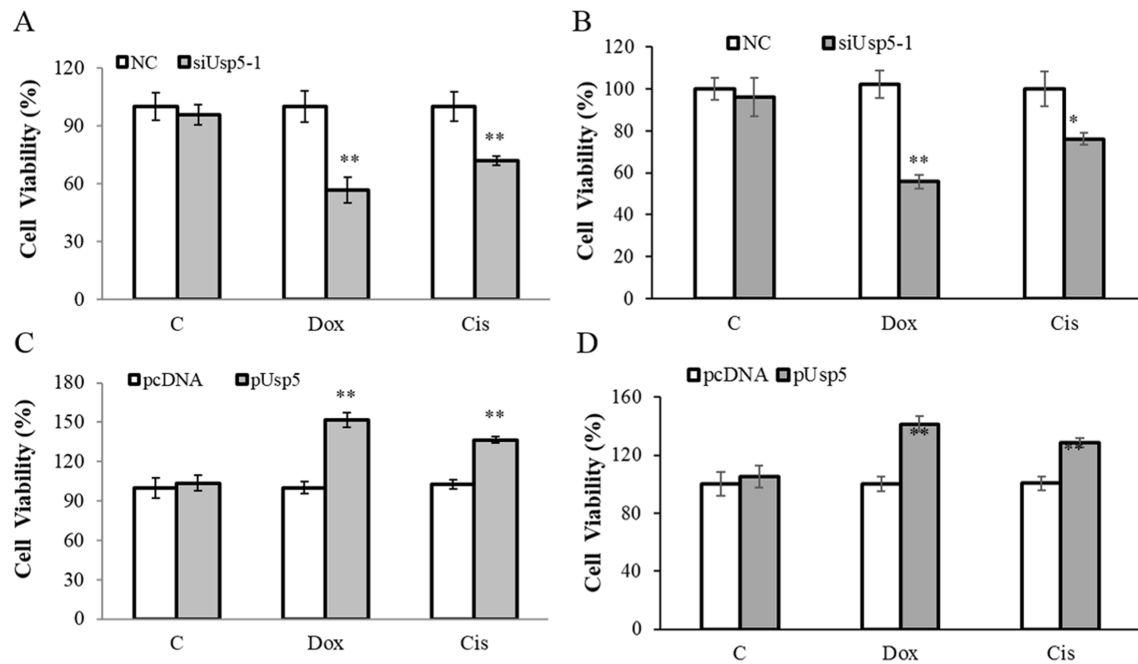 A
NC siUsp5-1
Cell Viability (%)
120
90
60
30
0
**
**
C Dox Cis
B
NC siUsp5-1
Cell Viability (%)
120
100
80
60
40
20
0
**
*
C Dox Cis
C
pcDNA pUsp5
Cell Viability (%)
180
150
120
90
60
30
0
**
**
C Dox Cis
D
pcDNA pUsp5
Cell Viability (%)
160
120
80
40
0
**
**
C Dox Cis